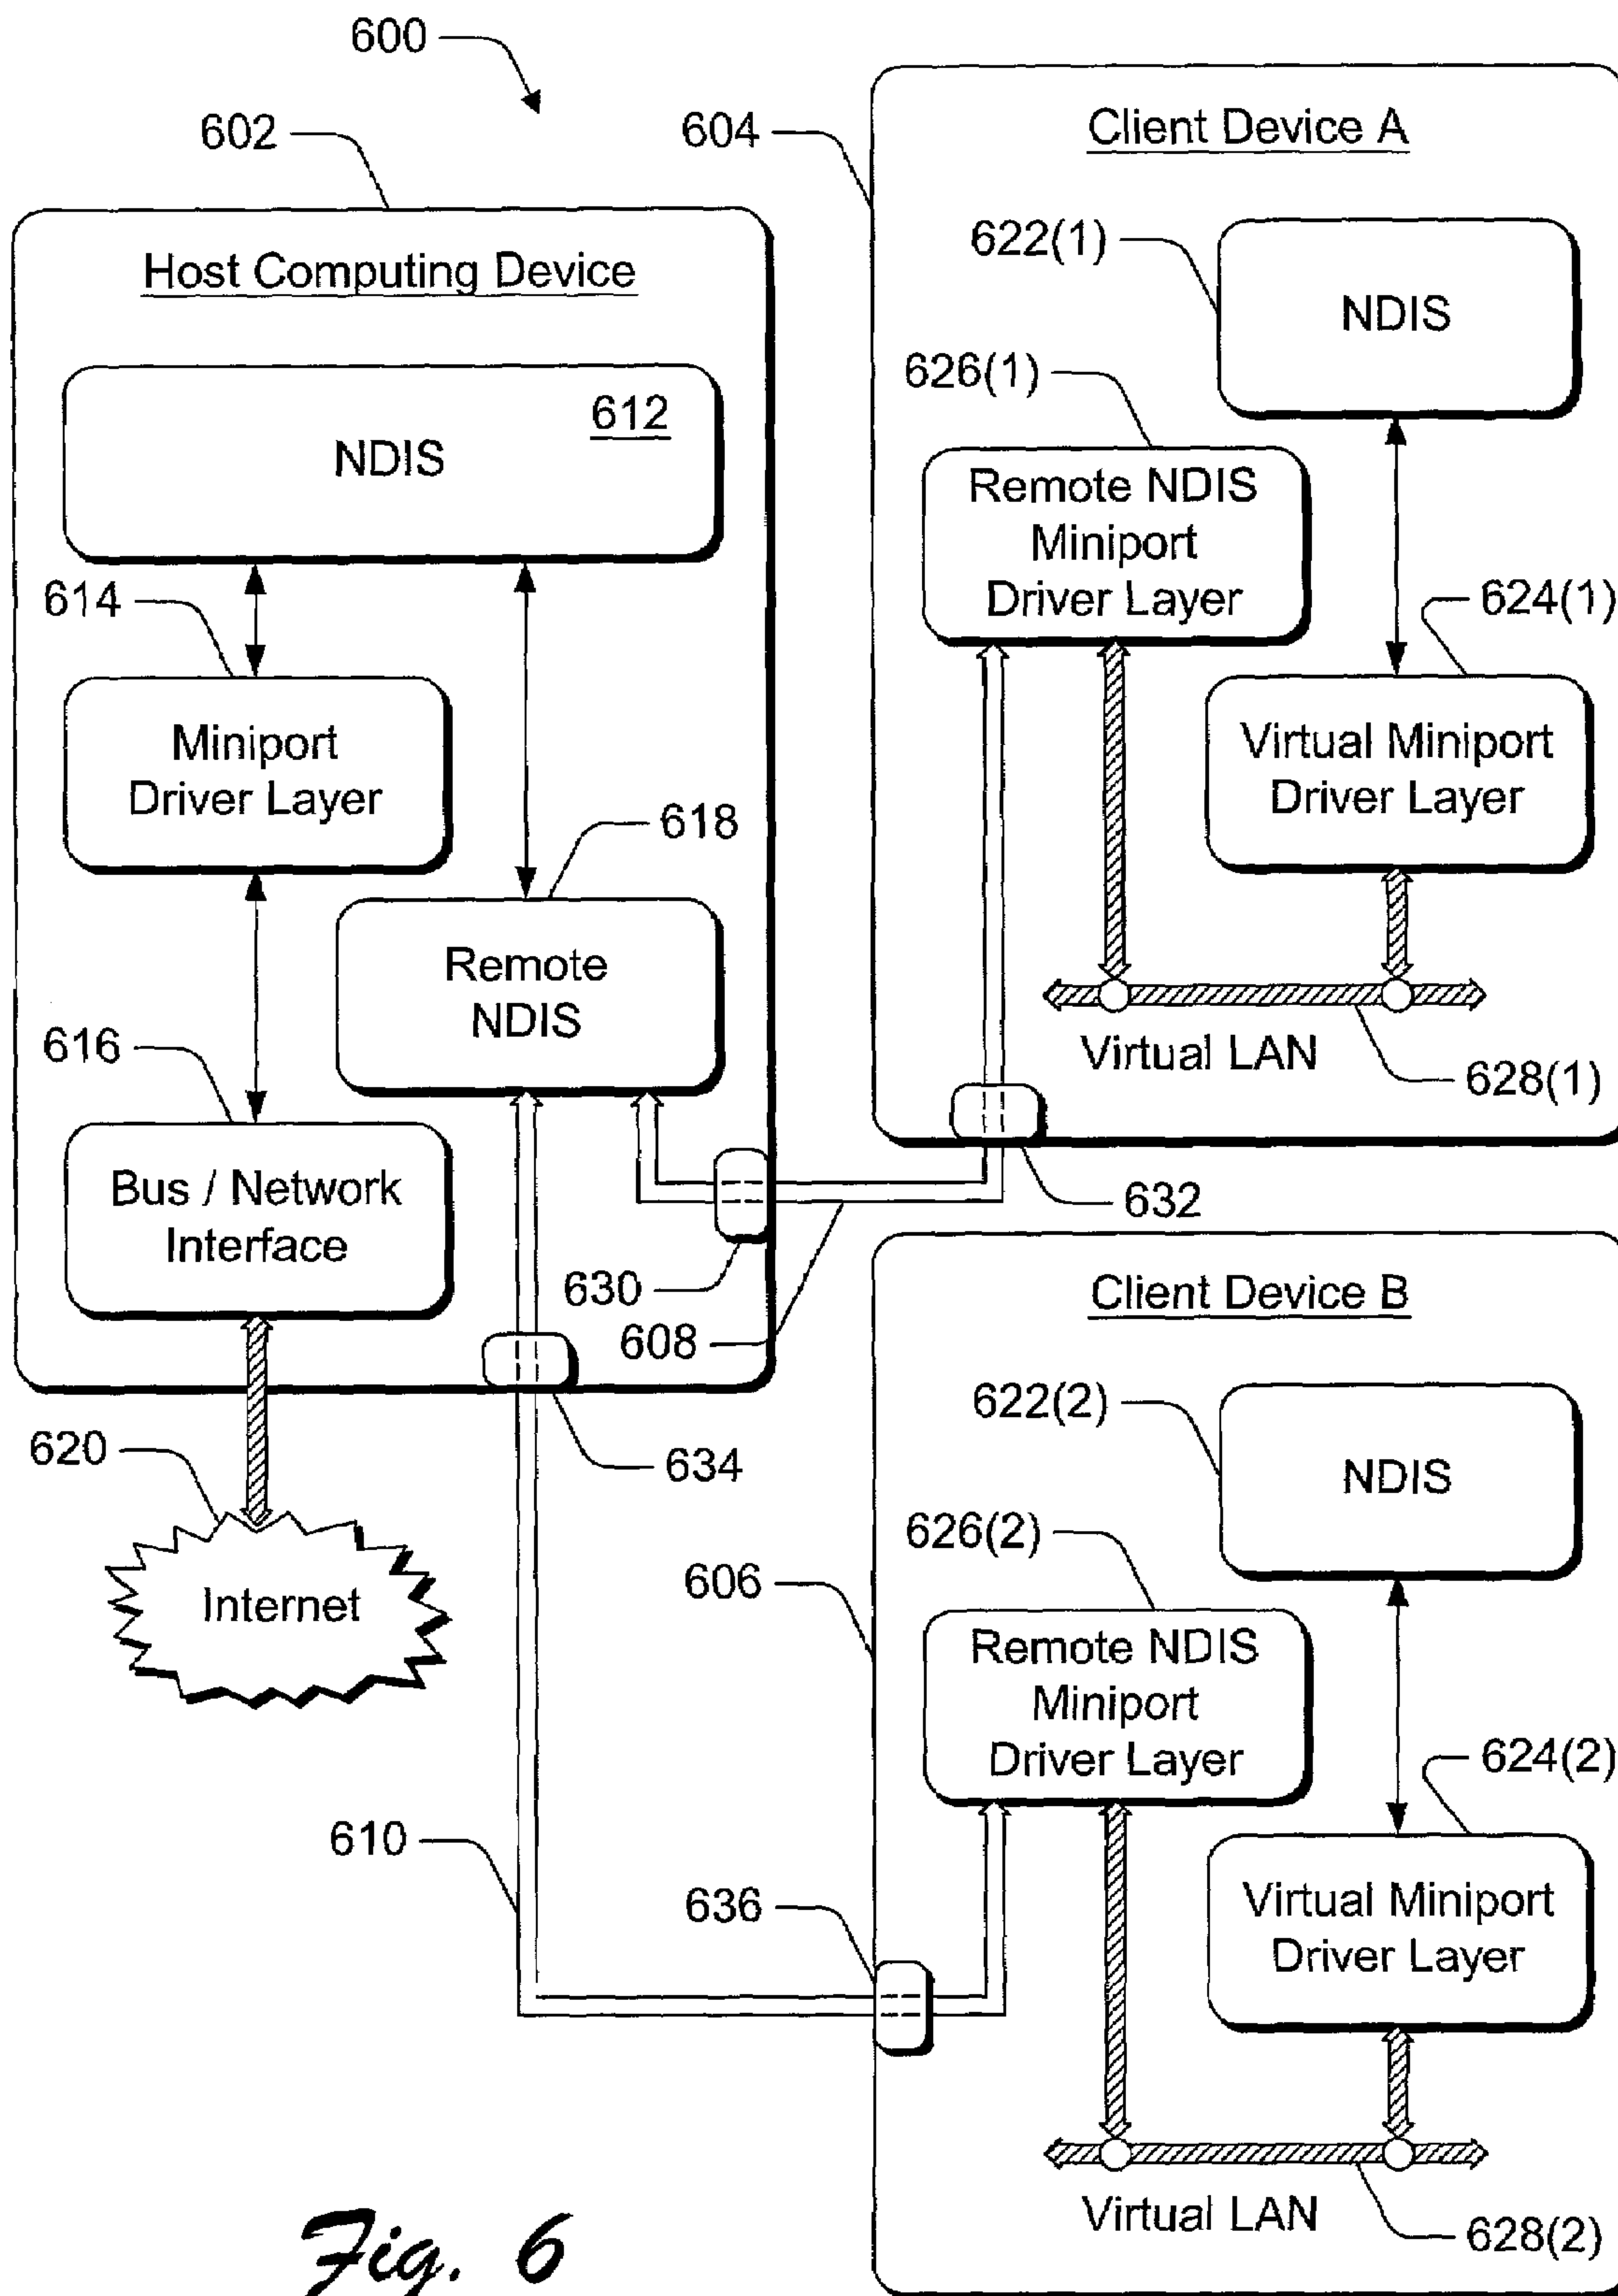 600
602
Host Computing Device
612
NDIS
614
Miniport
Driver Layer
618
Remote
NDIS
616
Bus / Network
Interface
630
608
634
620
Internet
610
604
Client Device A
622(1)
NDIS
626(1)
Remote NDIS
Miniport
Driver Layer
624(1)
Virtual Miniport
Driver Layer
Virtual LAN
628(1)
632
Client Device B
622(2)
NDIS
626(2)
606
Remote NDIS
Miniport
Driver Layer
624(2)
Virtual Miniport
Driver Layer
636
Virtual LAN
628(2)
Fig. 6